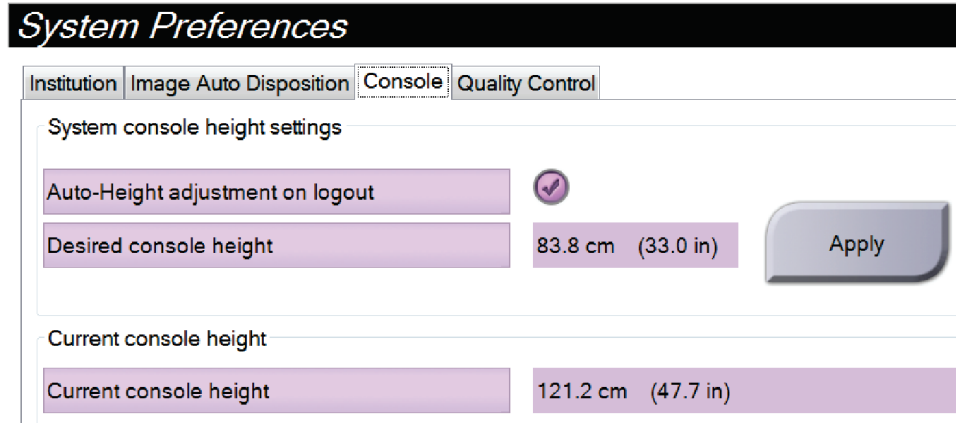 System Preferences
Institution Image Auto Disposition Console Quality Control
System console height settings
Auto-Height adjustment on logout
Desired console height 83.8 cm (33.0 in) Apply
Current console height
Current console height 121.2 cm (47.7 in)